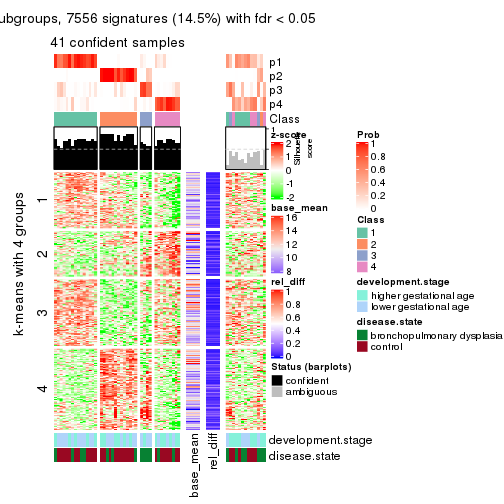 ubgroups, 7556 signatures (14.5%) with fdr < 0.05
41 confident samples
p1
p2
p3
p4
Class
1
Silhouette
score
k-means with 4 groups
1
2
3
4
base_mean
rel_diff
development.stage
disease.state
z-score
2
1
0
-1
-2
base_mean
16
14
12
10
8
rel_diff
1
0.8
0.6
0.4
0.2
0
Status (barplots)
confident
ambiguous
Prob
1
0.8
0.6
0.4
0.2
0
Class
1
2
3
4
development.stage
higher gestational age
lower gestational age
disease.state
bronchopulmonary dysplasia
control